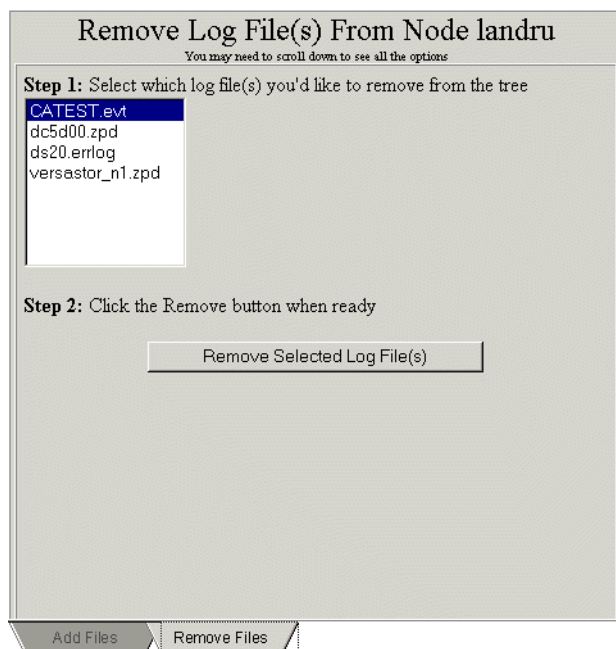 Remove Log File(s) From Node landru
You may need to scroll down to see all the options
Step 1: Select which log file(s) you'd like to remove from the tree
CATEST.evt
dc5d00.zpd
ds20.errlog
versastor_n1.zpd
Step 2: Click the Remove button when ready
Remove Selected Log File(s)
Add Files
Remove Files